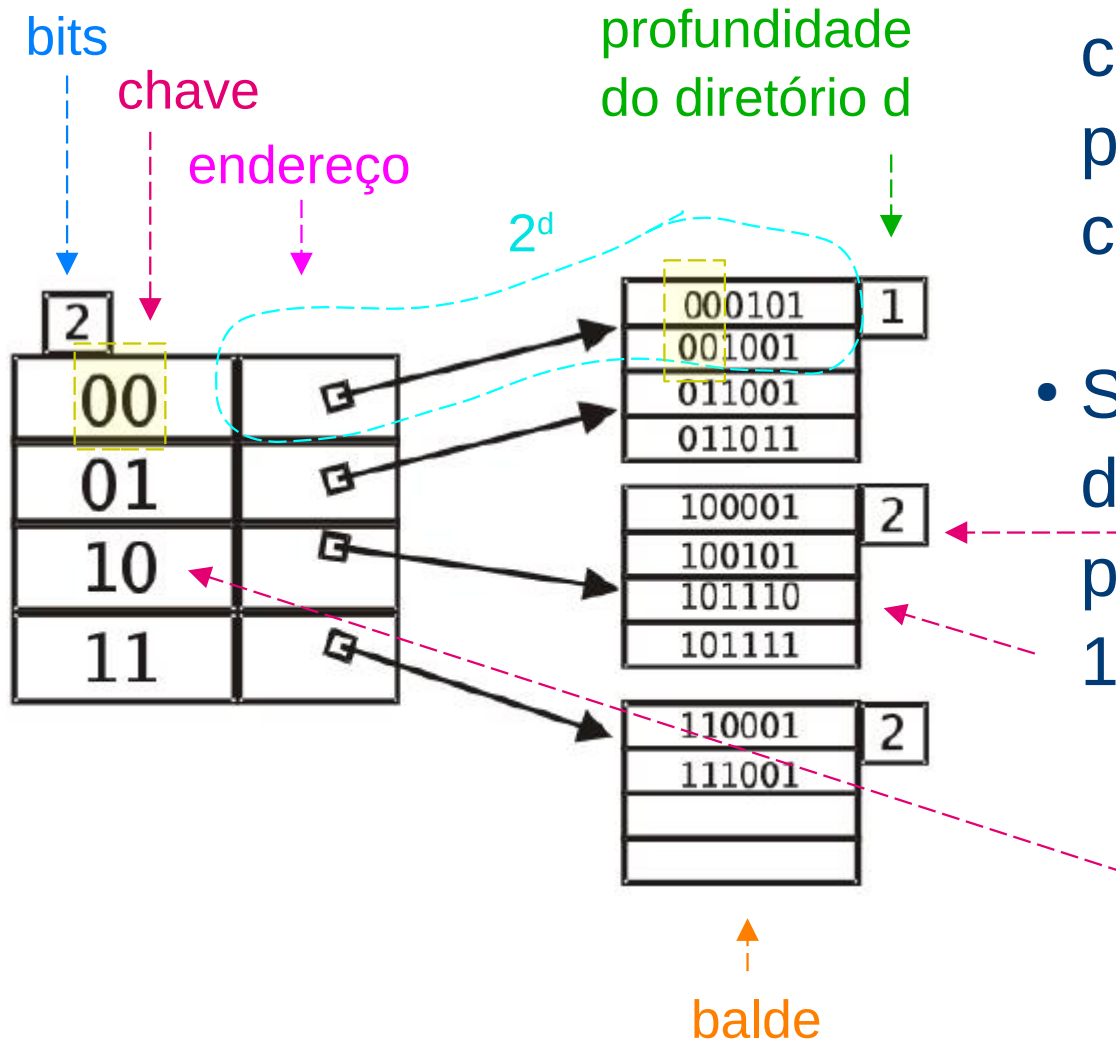 bits
chave
endereço
profundidade
do diretório d
2ᵈ
2
00
01
10
11
000101
001001
011001
011011
1
100001
100101
101110
101111
2
110001
111001
2
balde
c
p
c
• S
d
p
1